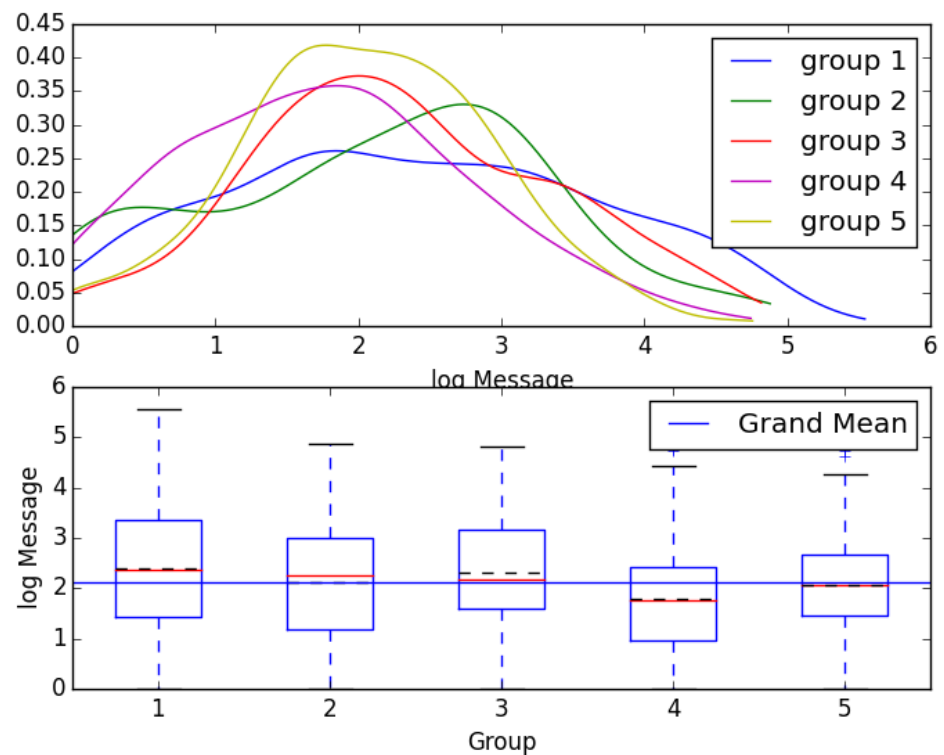 0.45
0.40
0.35
0.30
0.25
0.20
0.15
0.10
0.05
0.00
group 1
group 2
group 3
group 4
group 5
0 1 2 3 4 5 6
log Message
6
5
4
3
2
1
0
log Message
Grand Mean
1 2 3 4 5
Group